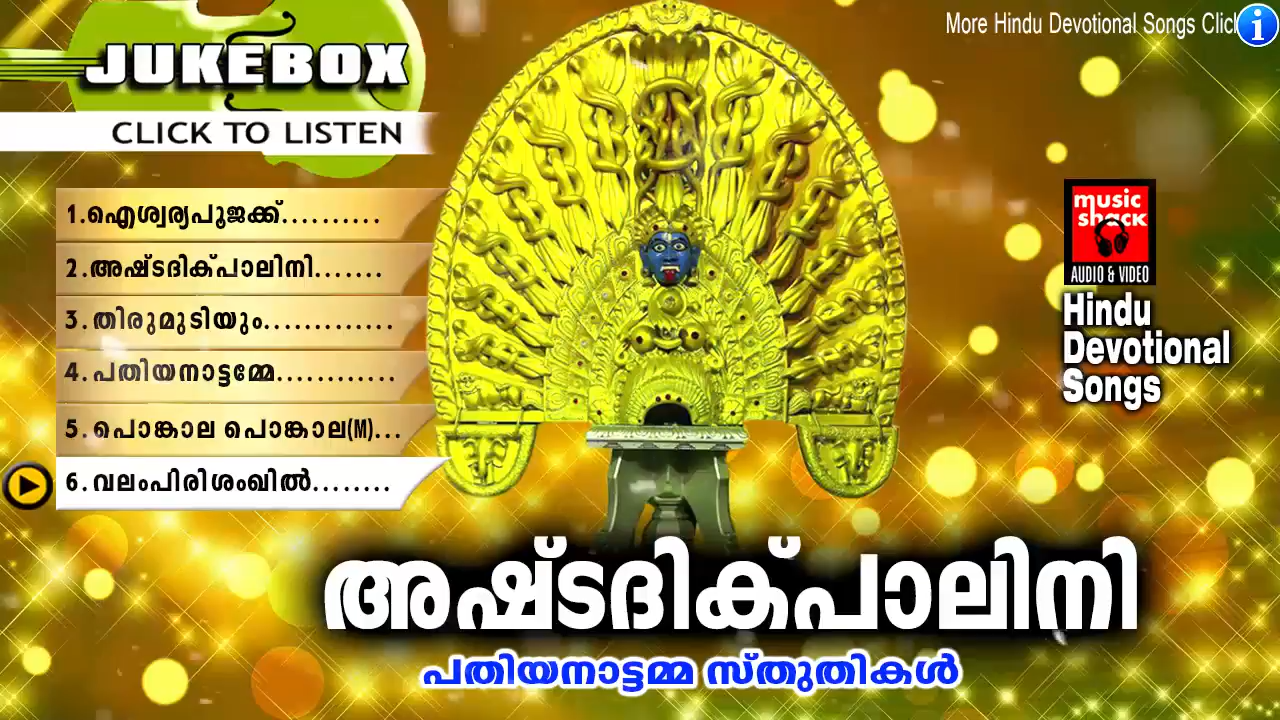 More Hindu Devotional Songs Click
JUKEBOX
CLICK TO LISTEN
1.ഐശ്വര്യപൂജക്ക്..........
2.അഷ്ടദിക്പാലിനി.......
3.തിരുമുടിയും.............
4.പതിയനാട്ടമ്മേ............
5.പൊങ്കാല പൊങ്കാല(M)...
6.വലംപിരിശംഖിൽ........
music
shack
AUDIO & VIDEO
Hindu
Devotional
Songs
അഷ്ടദിക്പാലിനി
പതിയനാട്ടമ്മ സ്തുതികൾ